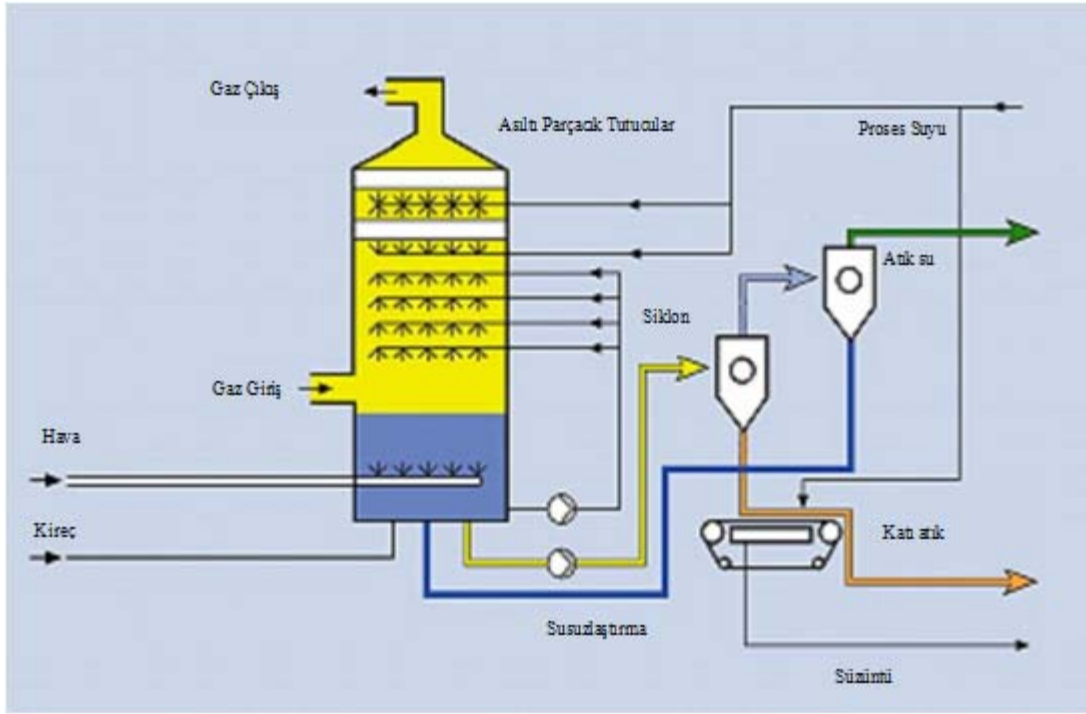 Gaz Çıkış
Asıltı Parçacık Tutucular
Proses Suyu
Atık su
Siklon
Gaz Giriş
Hava
Kireç
Katı atık
Susuzlaştırma
Süzüntü